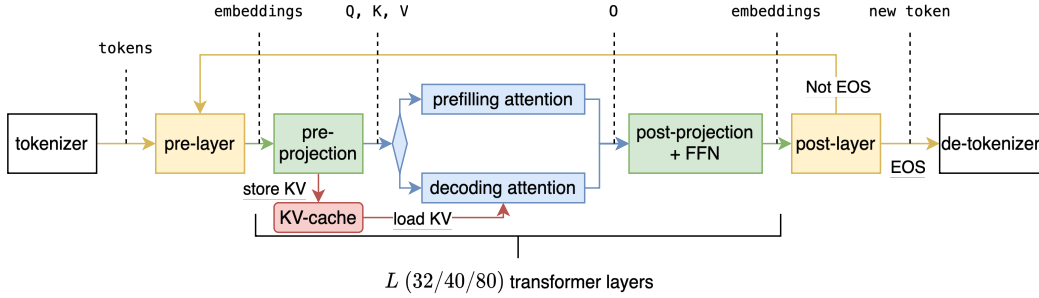 embeddings
Q, K, V
O
embeddings
new token
tokens
Not EOS
prefilling attention
tokenizer
pre-layer
pre-
projection
post-projection
+ FFN
post-layer
de-tokenizer
EOS
decoding attention
store KV
KV-cache
load KV
L (32/40/80) transformer layers